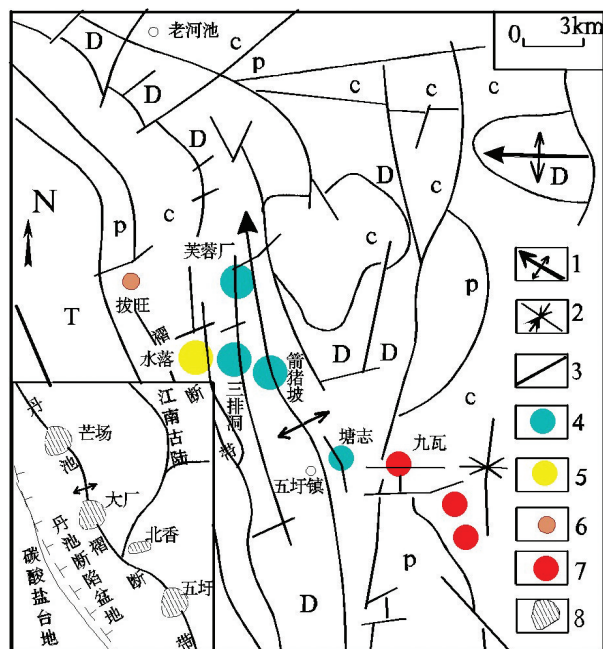 老河池
0 3km
D
c
p
c
D
c
c
D
D
N
p
c
c
D
芙蓉厂
c
p
拔旺
T
水落
褶
断
带
三排洞
箭猪坡
D
D
c
塘志
九瓦
五圩镇
p
D
1
2
3
4
5
6
7
8
丹
池
褶
断
带
江南古陆
芒场
大厂
北香
五圩
丹池断陷盆地
碳酸盐台地